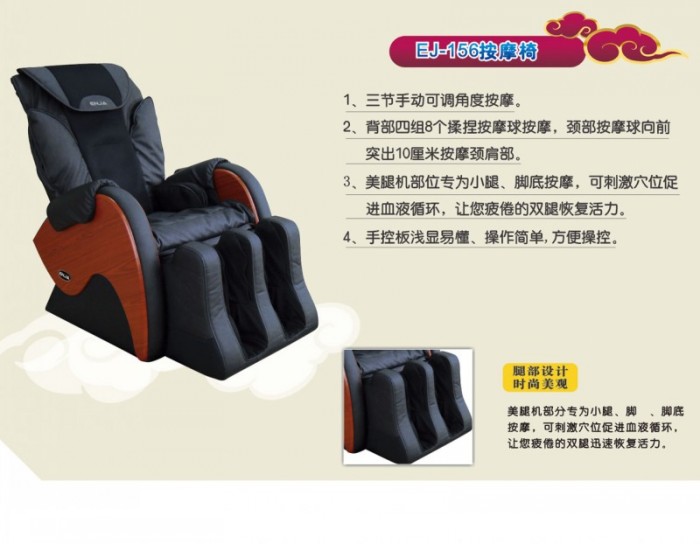 EJ-156按摩椅
1、三节手动可调角度按摩。
2、背部四组8个揉捏按摩球按摩，颈部按摩球向前
突出10厘米按摩颈肩部。
3、美腿机部位专为小腿、脚底按摩，可刺激穴位促
进血液循环，让您疲倦的双腿恢复活力。
4、手控板浅显易懂、操作简单,方便操控。
腿部设计
时尚美观
美腿机部分专为小腿、脚 、脚底
按摩，可刺激穴位促进血液循环，
让您疲倦的双腿迅速恢复活力。